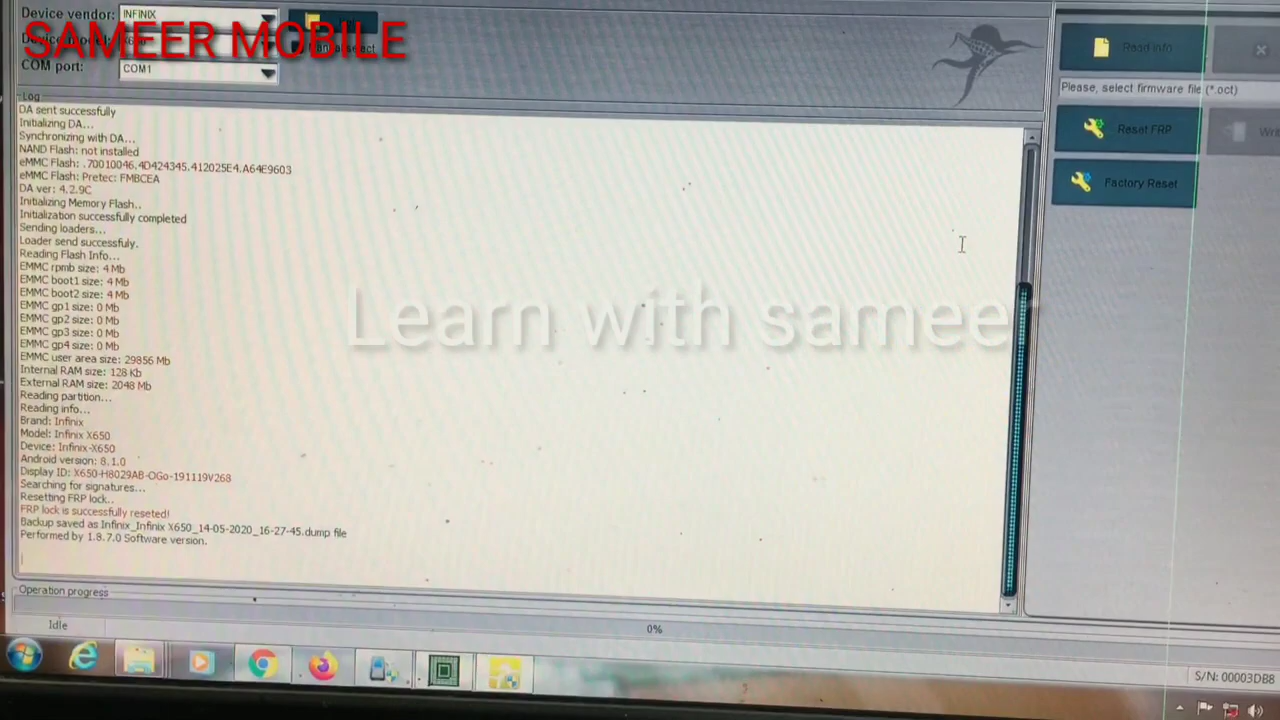 Device vendor:
INFINIX
SAMEER MOBILE
COM port:
COM1
Read info
Please, select firmware file (*.oct)
Reset FRP
Factory Reset
Log
DA sent successfully
Initializing DA...
Synchronizing with DA...
NAND Flash: not installed
eMMC Flash: .70010046,4D424345.412025E4.A64E9603
eMMC Flash: Pretec: FMBCEA
DA ver: 4.2.9C
Initializing Memory Flash..
Initialization successfully completed
Sending loaders...
Loader send successfuly.
Reading Flash Info...
EMMC rpmb size: 4 Mb
EMMC boot1 size: 4 Mb
EMMC boot2 size: 4 Mb
EMMC gp1 size: 0 Mb
EMMC gp2 size: 0 Mb
EMMC gp3 size: 0 Mb
EMMC gp4 size: 0 Mb
EMMC user area size: 29856 Mb
Internal RAM size: 128 Kb
External RAM size: 2048 Mb
Reading partition...
Reading info...
Brand: Infinix
Model: Infinix X650
Device: Infinix-X650
Android version: 8.1.0
Display ID: X650-H8029AB-OGo-191119V268
Searching for signatures...
Resetting FRP lock..
FRP lock is successfully reseted!
Backup saved as Infinix_Infinix X650_14-05-2020_16-27-45.dump file
Performed by 1.8.7.0 Software version.
Learn with samee
Operation progress
Idle
0%
S/N: 00003DB8